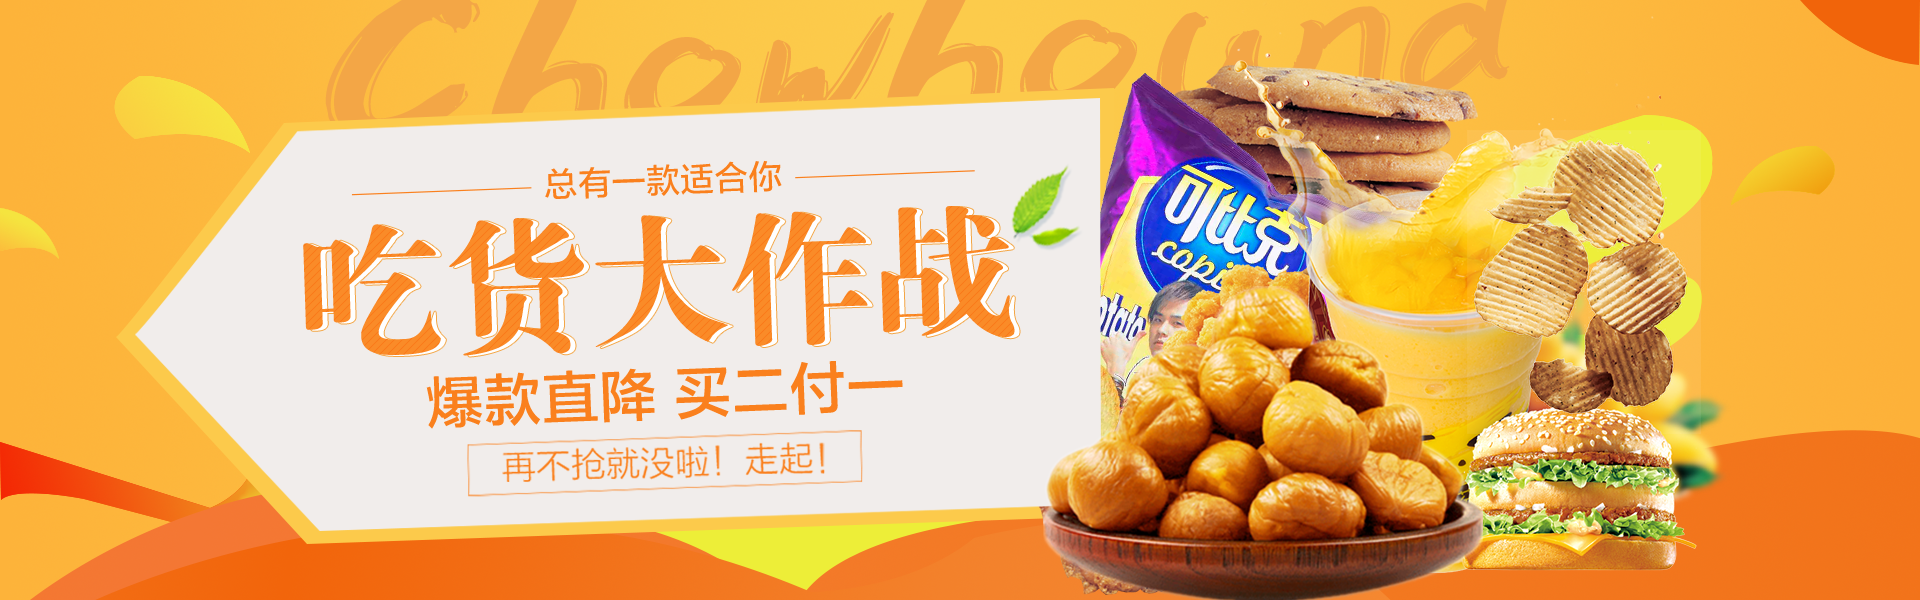 Chowhound
总有一款适合你
吃货大作战
爆款直降 买二付一
再不抢就没啦！走起！
可比克